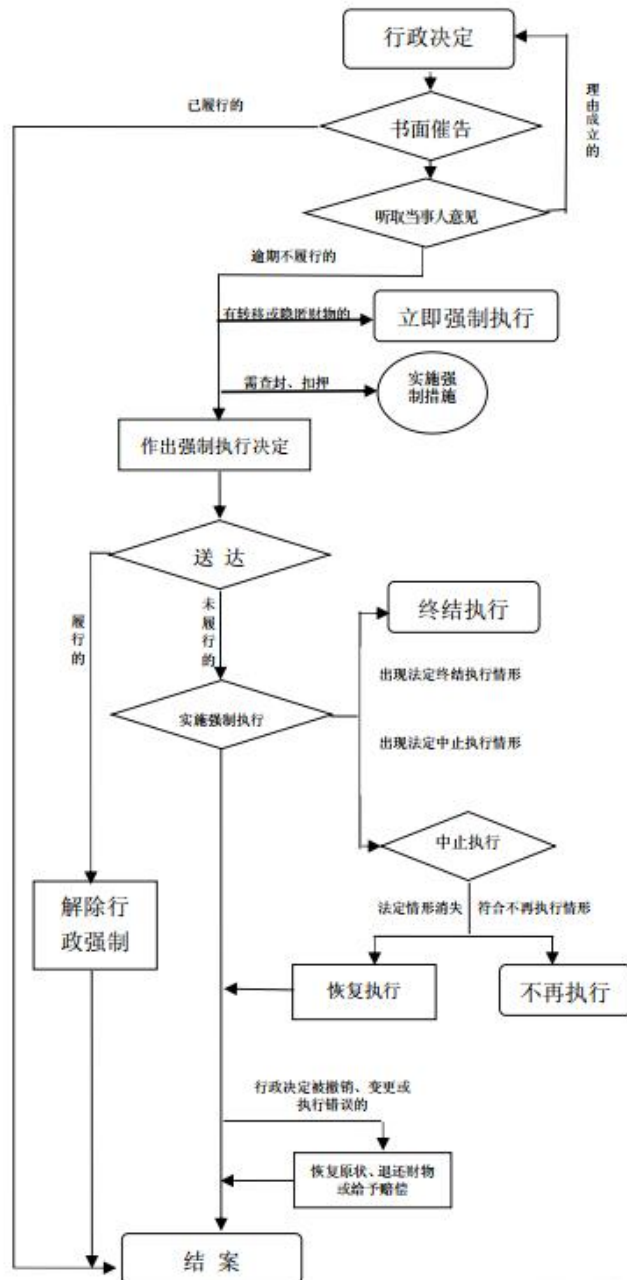 行政决定
已履行的
理由成立的
书面催告
听取当事人意见
逾期不履行的
有转移或隐匿财物的
立即强制执行
需查封、扣押
实施强
制措施
作出强制执行决定
送 达
履行的
未履行的
终结执行
出现法定终结执行情形
实施强制执行
出现法定中止执行情形
中止执行
法定情形消失
符合不再执行情形
解除行
政强制
恢复执行
不再执行
行政决定被撤销、变更或
执行错误的
恢复原状、退还财物
或给予赔偿
结 案